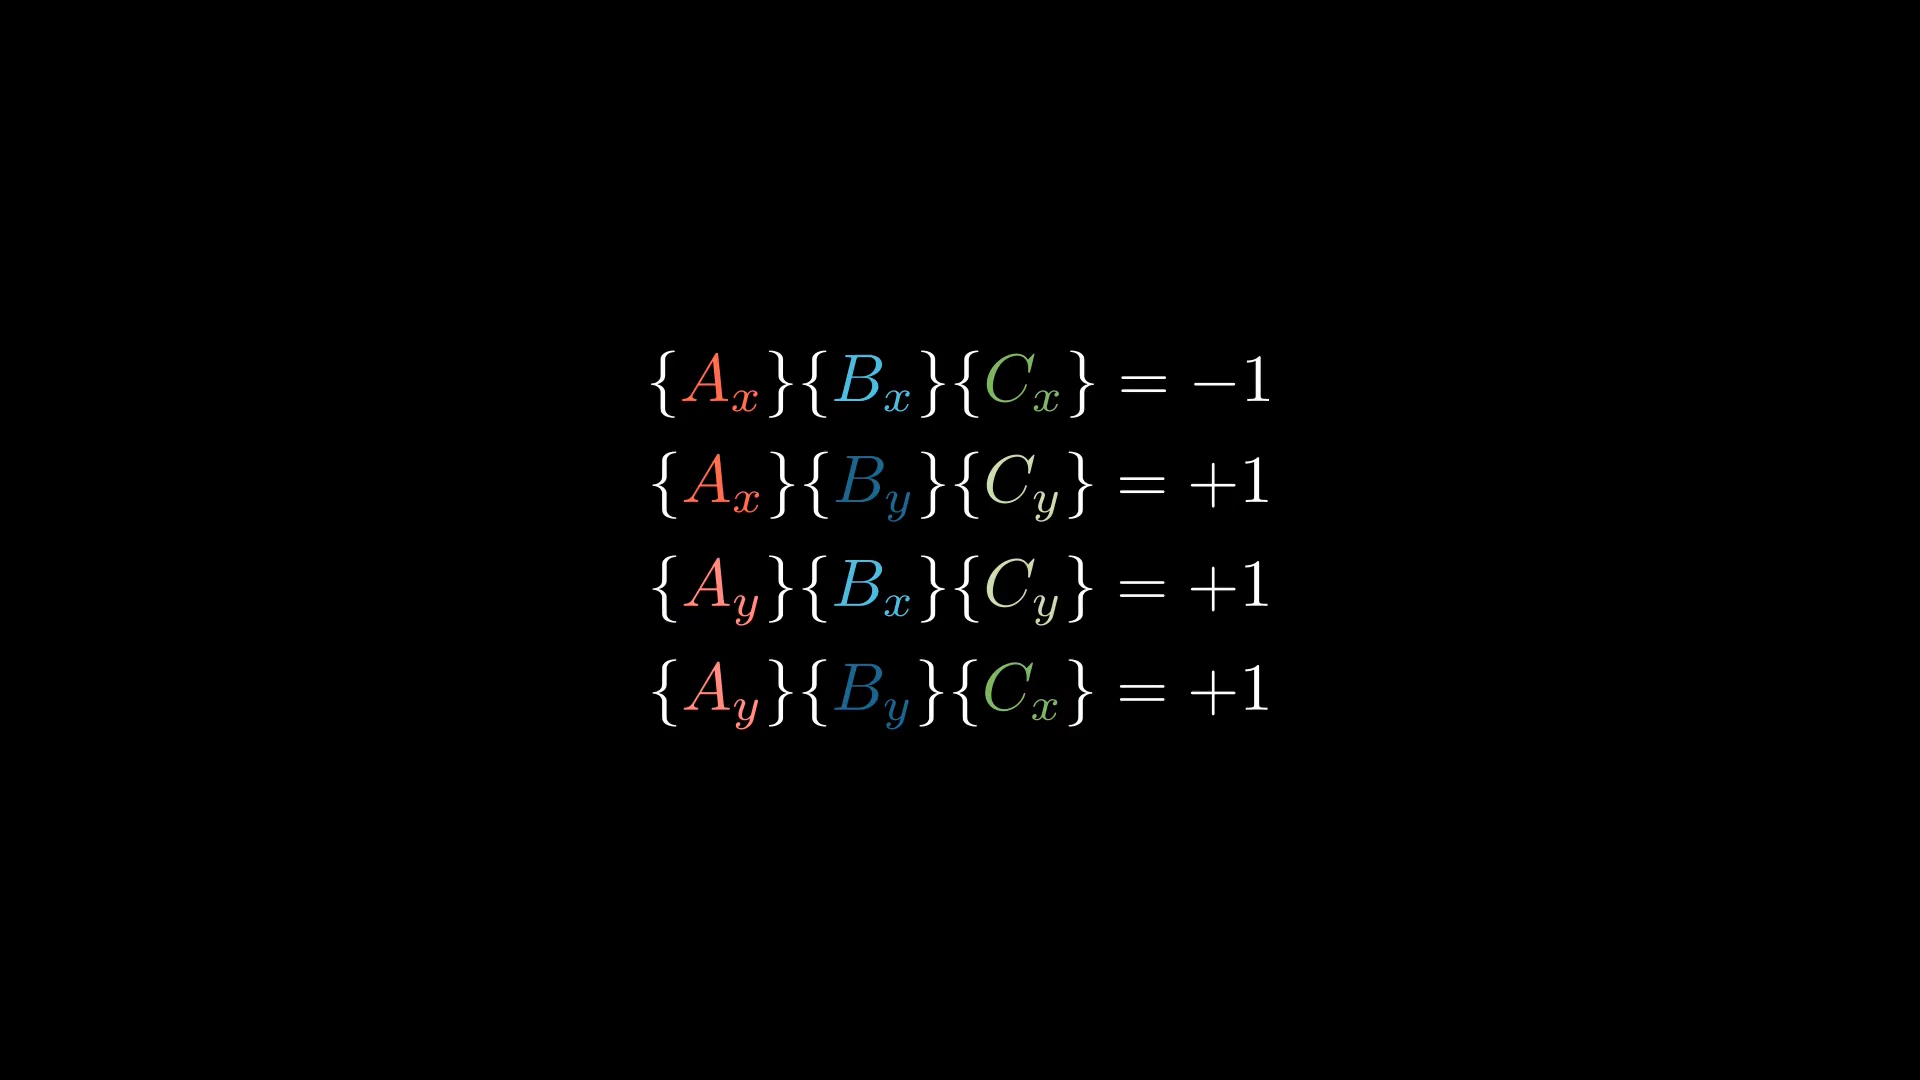 {A_x}{B_x}{C_x} = −1
{A_x}{B_y}{C_y} = +1
{A_y}{B_x}{C_y} = +1
{A_y}{B_y}{C_x} = +1